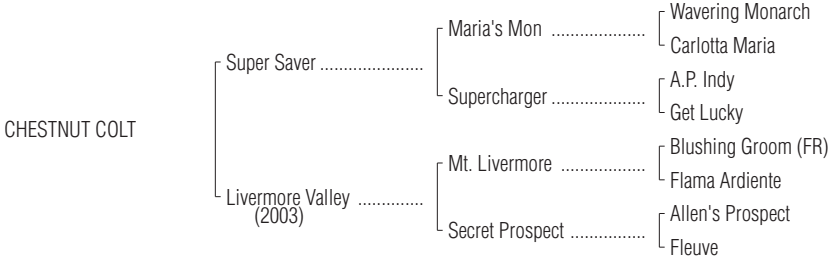 Wavering Monarch
Maria's Mon ....................
Carlotta Maria
Super Saver ......................
A.P. Indy
Supercharger ....................
Get Lucky
CHESTNUT COLT
Blushing Groom (FR)
Mt. Livermore ..................
Flama Ardiente
Livermore Valley ..............
(2003)
Allen's Prospect
Secret Prospect ................
Fleuve